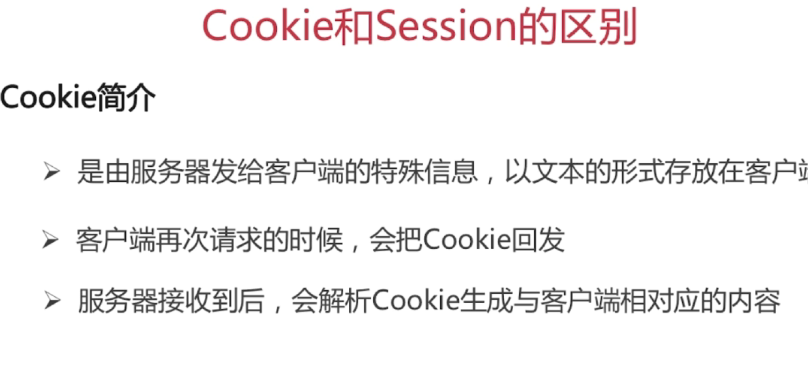 Cookie和Session的区别
Cookie简介
➢ 是由服务器发给客户端的特殊信息，以文本的形式存放在客户端
➢ 客户端再次请求的时候，会把Cookie回发
➢ 服务器接收到后，会解析Cookie生成与客户端相对应的内容